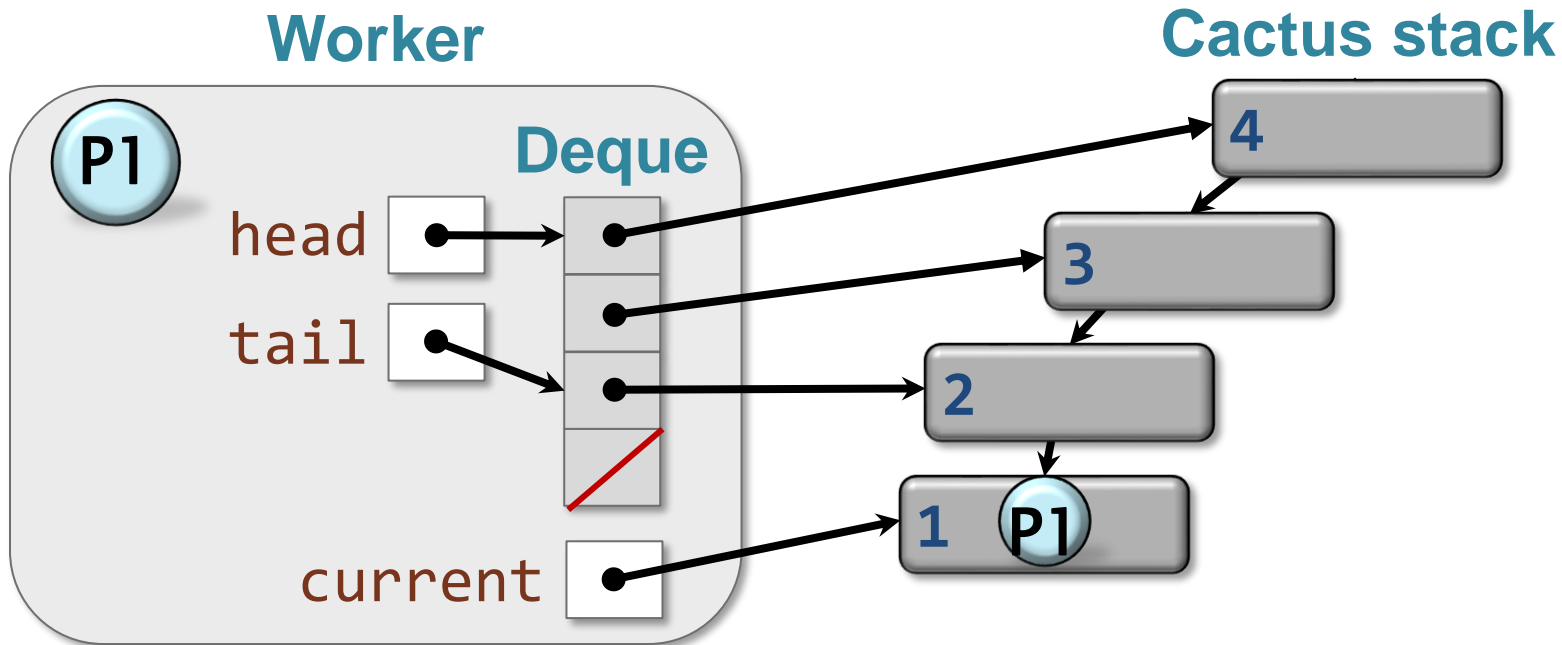 Worker
Cactus stack
P1
Deque
4
head
3
tail
2
1
P1
current